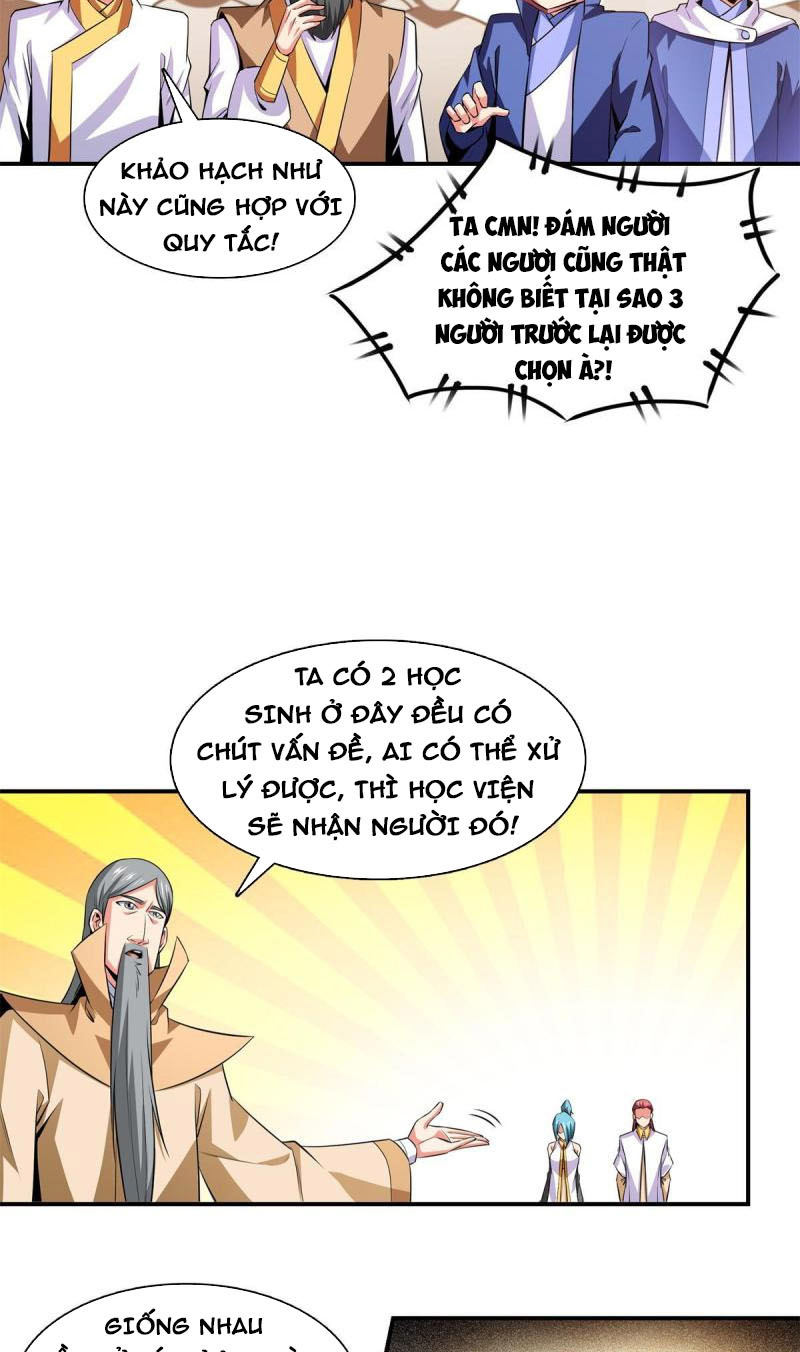 KHẢO HẠCH NHƯ
NÀY CŨNG HỢP VỚI
QUY TẮC!
TA CMN! ĐÁM NGƯỜI
CÁC NGƯƠI CŨNG THẬT
KHÔNG BIẾT TẠI SAO 3
NGƯỜI TRƯỚC LẠI ĐƯỢC
CHỌN À?!
TA CÓ 2 HỌC
SINH Ở ĐÂY ĐỀU CÓ
CHÚT VẤN ĐỀ, AI CÓ THỂ XỬ
LÝ ĐƯỢC, THÌ HỌC VIỆN
SẼ NHẬN NGƯỜI ĐÓ!
GIỐNG NHAU